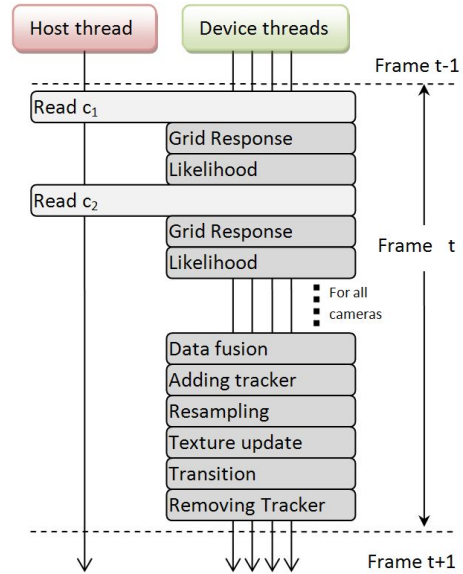 Host thread
Device threads
Frame t-1
Read c₁
Grid Response
Likelihood
Read c₂
Grid Response
Likelihood
Frame t
For all
cameras
Data fusion
Adding tracker
Resampling
Texture update
Transition
Removing Tracker
Frame t+1